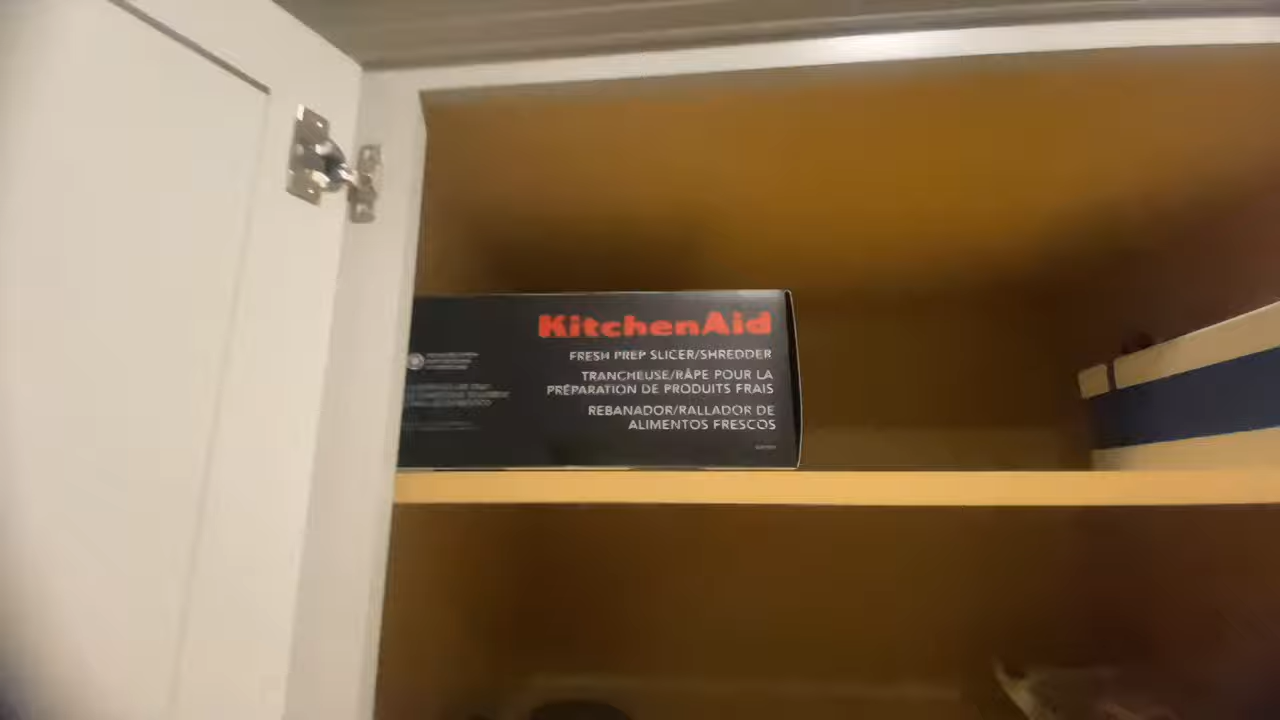 KitchenAid
FRESH PREP SLICER/SHREDDER
TRANCHEUSE/RÂPE POUR LA
PRÉPARATION DE PRODUITS FRAIS
REBANADOR/RALLADOR DE
ALIMENTOS FRESCOS